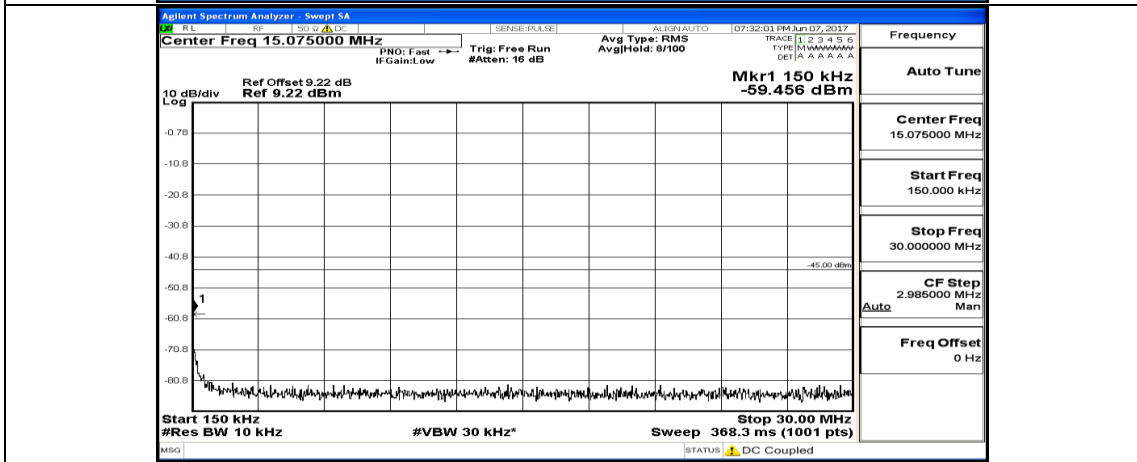 Agilent Spectrum Analyzer - Swept SA
LXI RL RF 50 Ω DC SENSE:PULSE ALIGN AUTO 07:32:01 PM Jun 07, 2017
Center Freq 15.075000 MHz
PNO: Fast
IFGain:Low
Trig: Free Run
#Atten: 16 dB
Avg Type: RMS
Avg|Hold: 8/100
TRACE 1 2 3 4 5 6
TYPE M WWWWW
DET A A A A A A
Ref Offset 9.22 dB
Ref 9.22 dBm
10 dB/div
Log
Mkr1 150 kHz
-59.456 dBm
-0.78
-10.8
-20.8
-30.8
-40.8
-45.00 dBm
-50.8
1
-60.8
-70.8
-80.8
Start 150 kHz
Stop 30.00 MHz
#Res BW 10 kHz
#VBW 30 kHz*
Sweep 368.3 ms (1001 pts)
MSG
STATUS DC Coupled
Frequency
Auto Tune
Center Freq
15.075000 MHz
Start Freq
150.000 kHz
Stop Freq
30.000000 MHz
CF Step
2.985000 MHz
Auto Man
Freq Offset
0 Hz